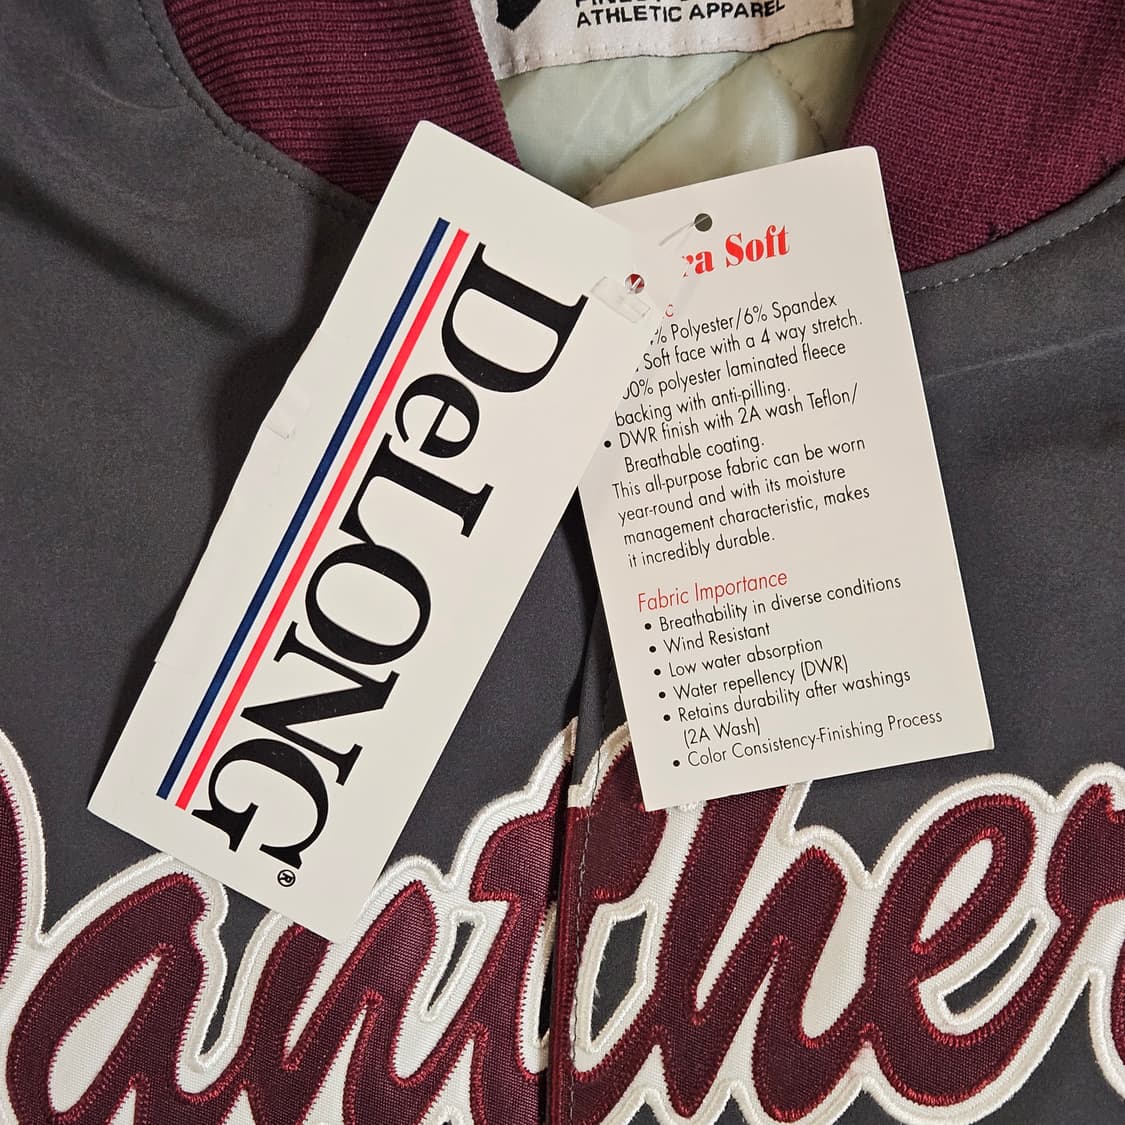 ATHLETIC APPAREL
DeLONG®
Soft
Polyester/6% Spandex
Soft face with a 4 way stretch.
polyester laminated fleece
backing with anti-pilling.
• DWR finish with 2A wash Teflon/
Breathable coating.
This all-purpose fabric can be worn
year-round and with its moisture
management characteristic, makes
it incredibly durable.
Fabric Importance
• Breathability in diverse conditions
• Wind Resistant
• Low water absorption
• Water repellency (DWR)
• Retains durability after washings
(2A Wash)
• Color Consistency-Finishing Process
anther